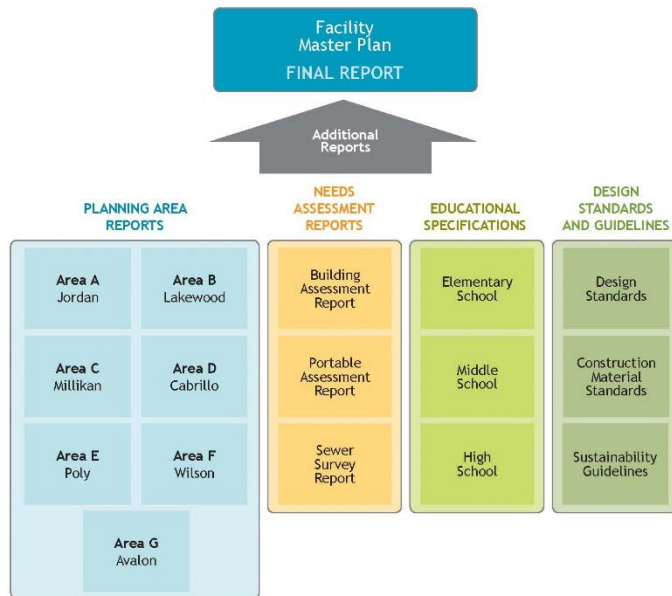 Facility
Master Plan
FINAL REPORT
Additional
Reports
PLANNING AREA
REPORTS
Area A
Jordan
Area B
Lakewood
Area C
Millikan
Area D
Cabrillo
Area E
Poly
Area F
Wilson
Area G
Avalon
NEEDS
ASSESSMENT
REPORTS
Building
Assessment
Report
Portable
Assessment
Report
Sewer
Survey
Report
EDUCATIONAL
SPECIFICATIONS
Elementary
School
Middle
School
High
School
DESIGN
STANDARDS
AND GUIDELINES
Design
Standards
Construction
Material
Standards
Sustainability
Guidelines